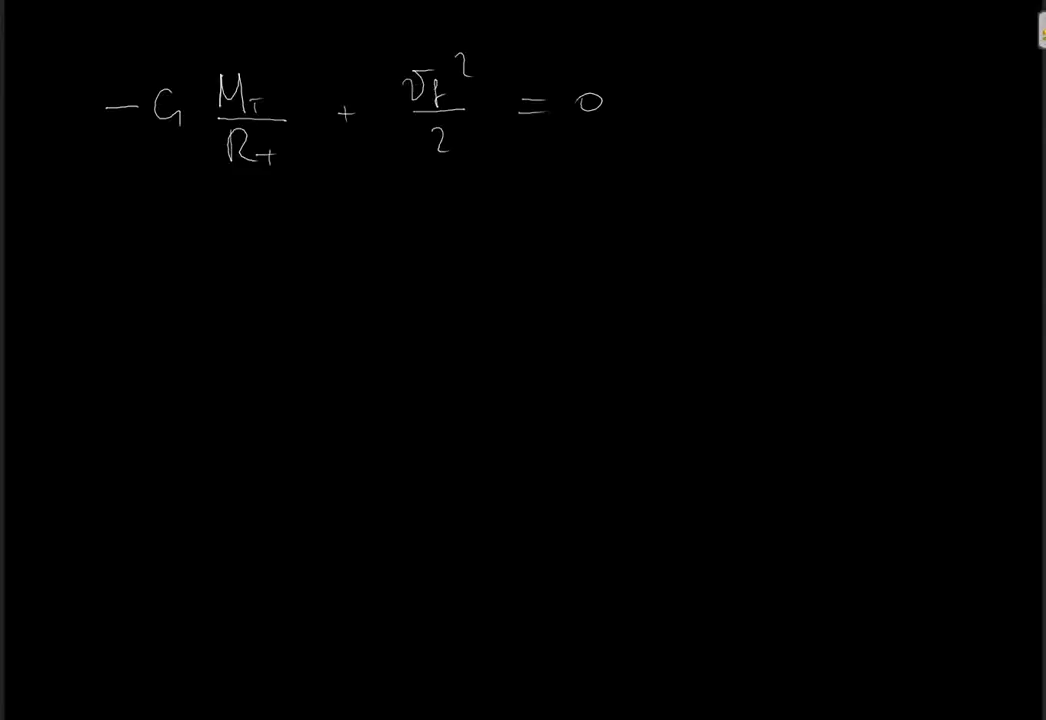 -G M_T/R_T + v_f²/2 = 0